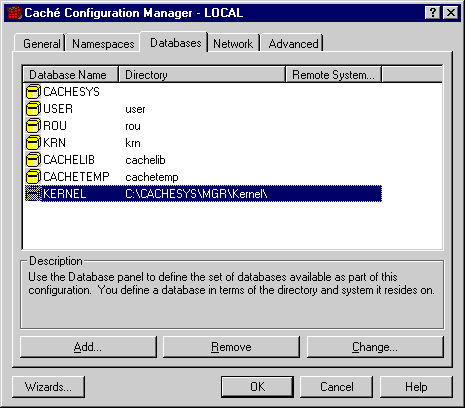 Caché Configuration Manager - LOCAL
General Namespaces Databases Network Advanced
Database Name Directory Remote System...
CACHESYS
USER user
ROU rou
KRN krn
CACHELIB cachelib
CACHETEMP cachetemp
KERNEL C:\CACHESYS\MGR\Kernel\
Description
Use the Database panel to define the set of databases available as part of this
configuration. You define a database in terms of the directory and system it resides on.
Add... Remove Change...
Wizards... OK Cancel Help